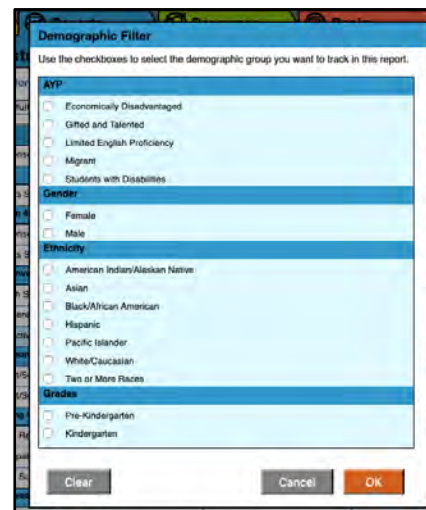 Demographic Filter
Use the checkboxes to select the demographic group you want to track in this report.
AYP
Economically Disadvantaged
Gifted and Talented
Limited English Proficiency
Migrant
Students with Disabilities
Gender
Female
Male
Ethnicity
American Indian/Alaskan Native
Asian
Black/African American
Hispanic
Pacific Islander
White/Caucasian
Two or More Races
Grades
Pre-Kindergarten
Kindergarten
Clear
Cancel
OK